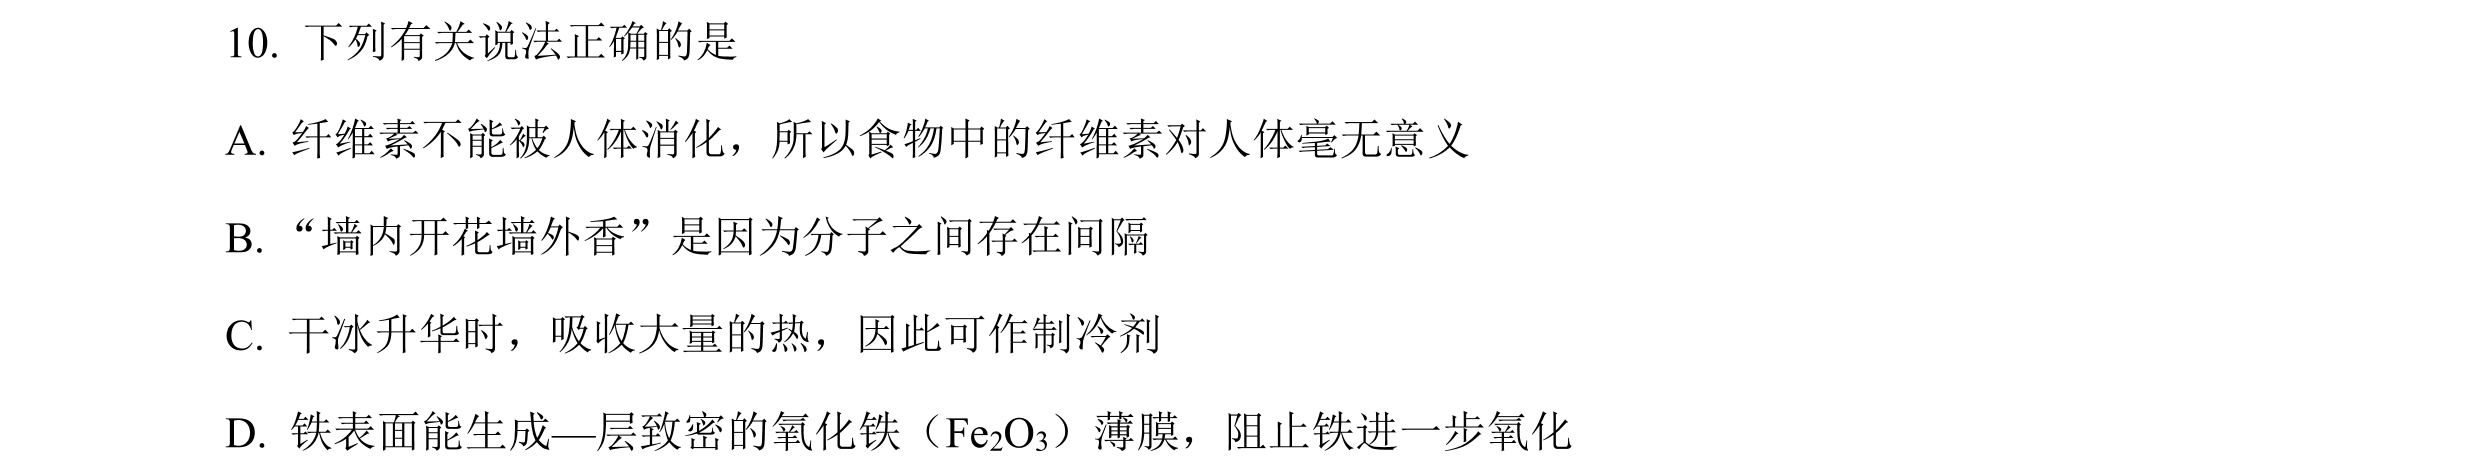 10. 下列有关说法正确的是
A. 纤维素不能被人体消化，所以食物中的纤维素对人体毫无意义
B. “墙内开花墙外香”是因为分子之间存在间隔
C. 干冰升华时，吸收大量的热，因此可作制冷剂
D. 铁表面能生成—层致密的氧化铁（Fe₂O₃）薄膜，阻止铁进一步氧化